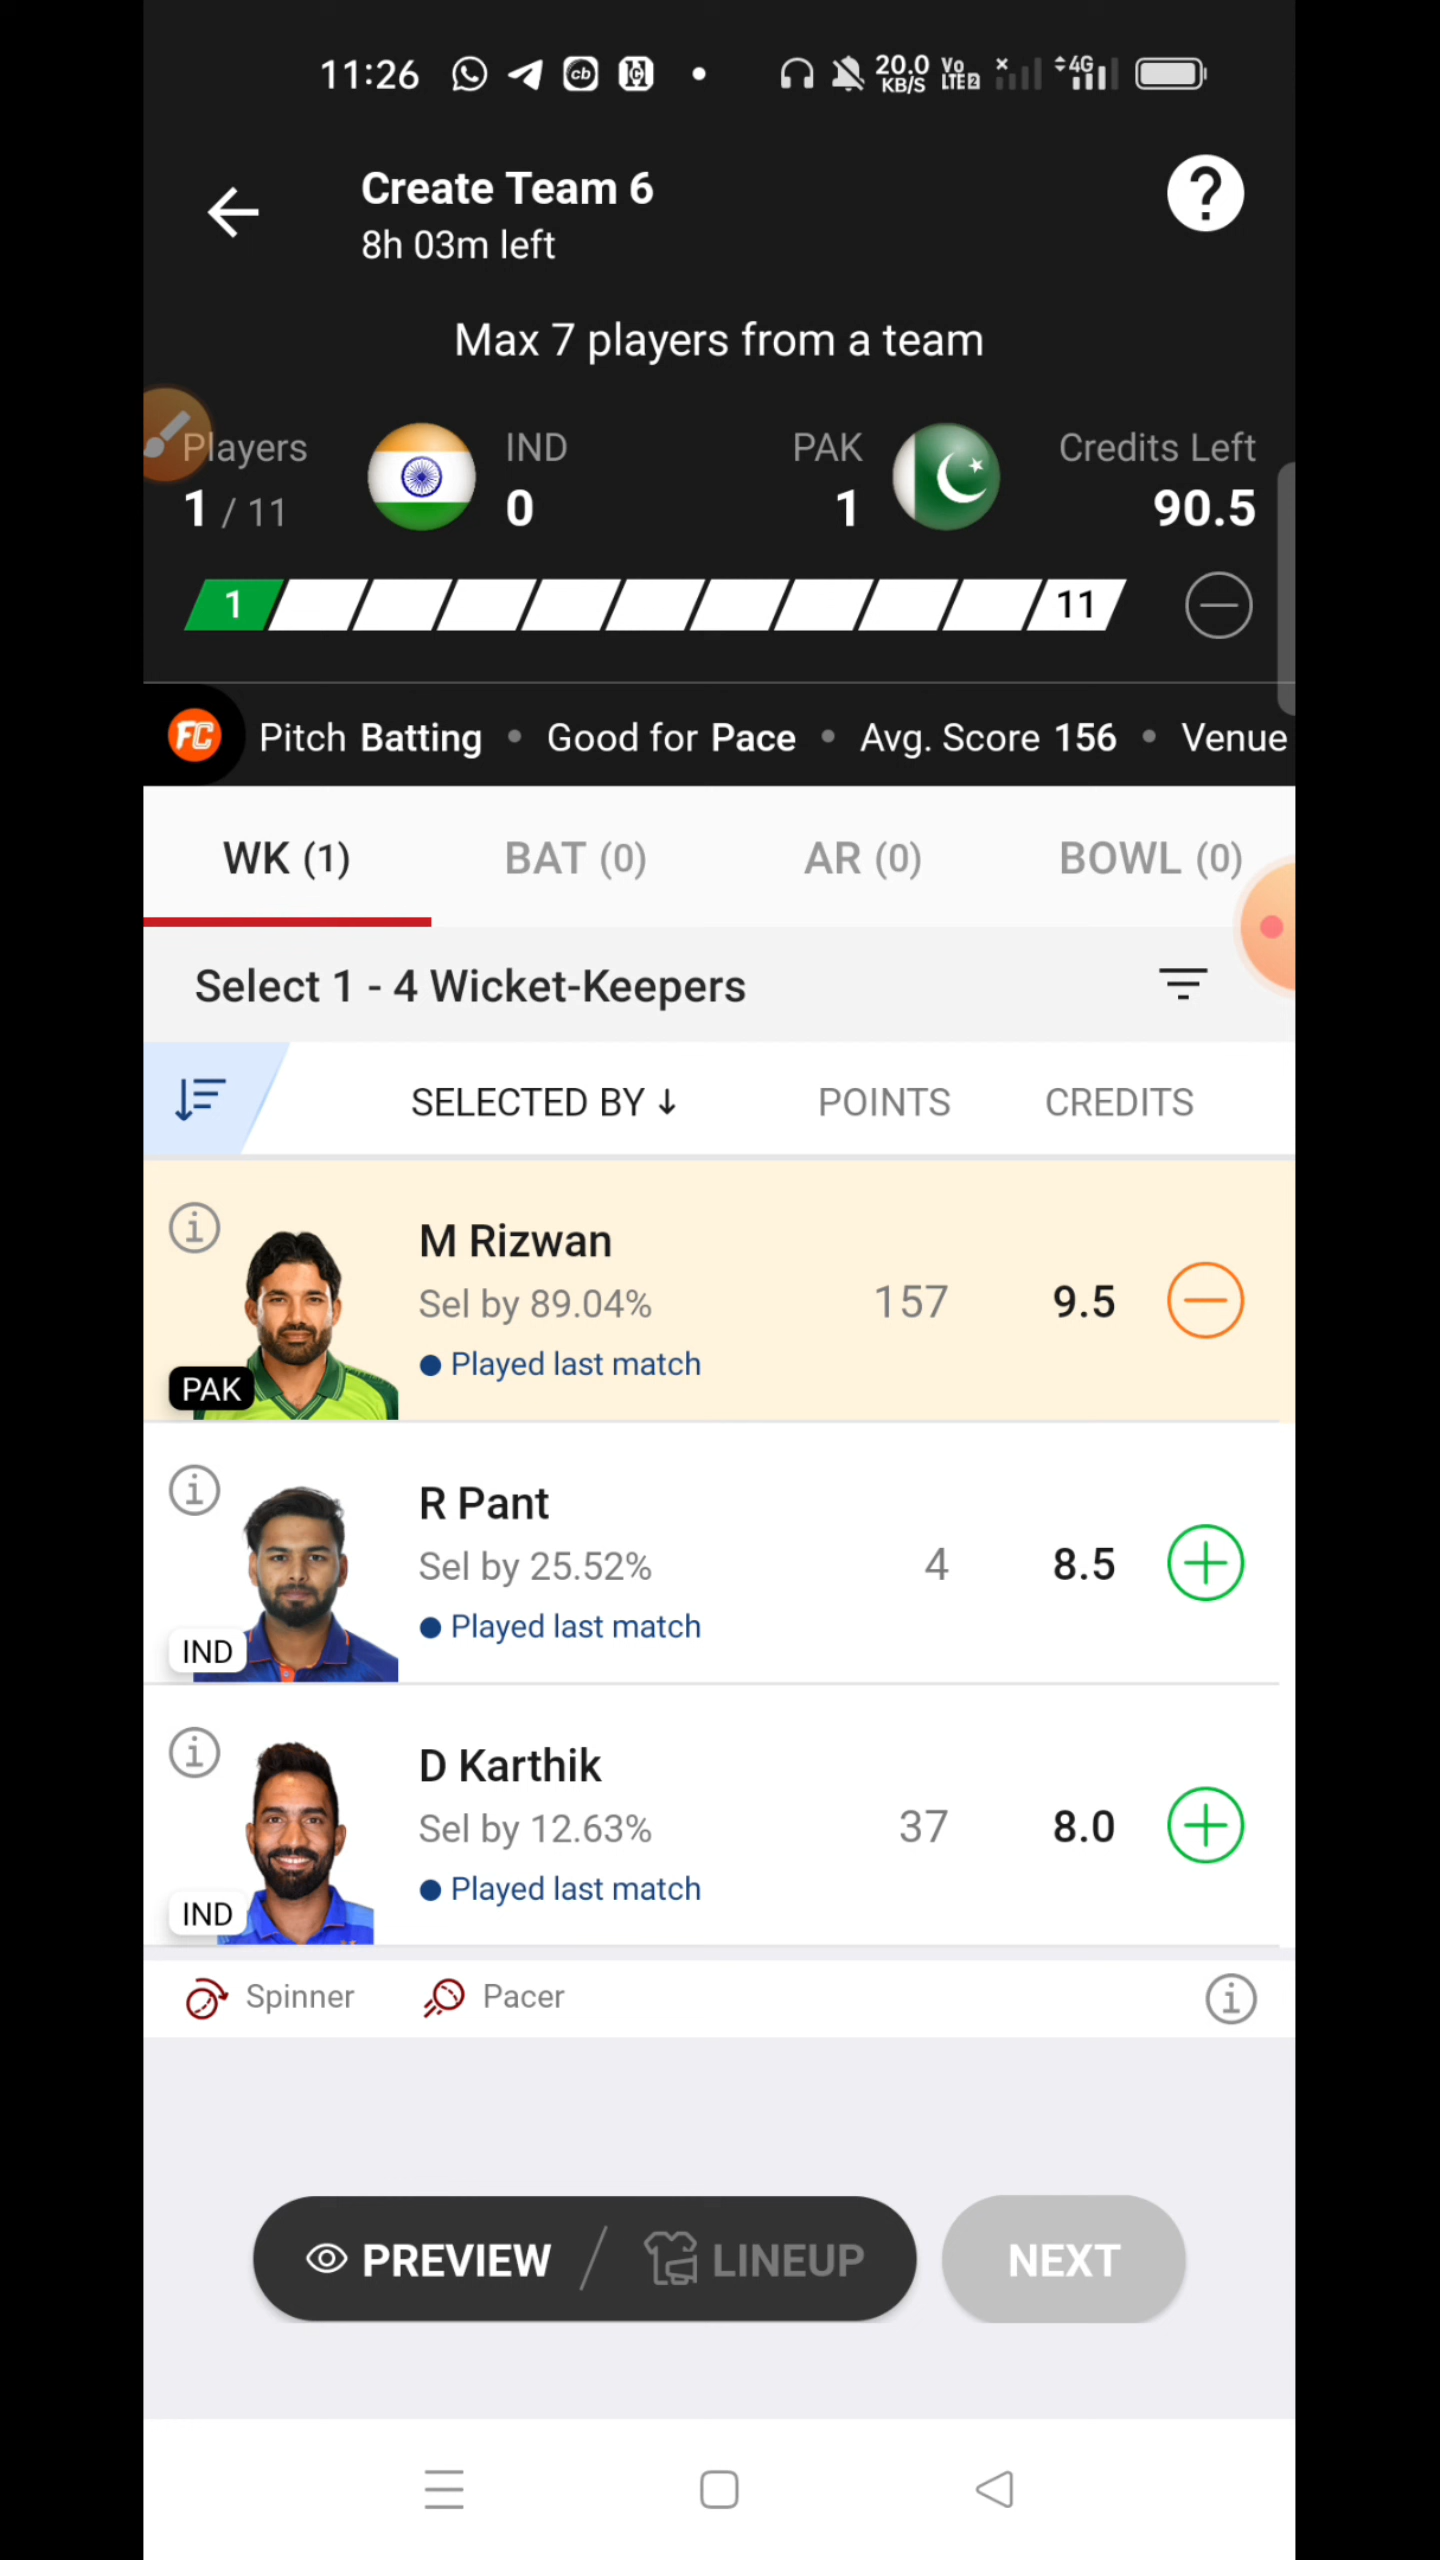 11:26 cb 20.0 KB/S Vo LTE2 4G
Create Team 6
8h 03m left
Max 7 players from a team
Players IND PAK Credits Left
1 / 11 0 1 90.5
1 11
FC Pitch Batting • Good for Pace • Avg. Score 156 • Venue
WK (1) BAT (0) AR (0) BOWL (0)
Select 1 - 4 Wicket-Keepers
SELECTED BY ↓ POINTS CREDITS
M Rizwan
Sel by 89.04% 157 9.5
Played last match
PAK
R Pant
Sel by 25.52% 4 8.5
Played last match
IND
D Karthik
Sel by 12.63% 37 8.0
Played last match
IND
Spinner Pacer
PREVIEW / LINEUP NEXT